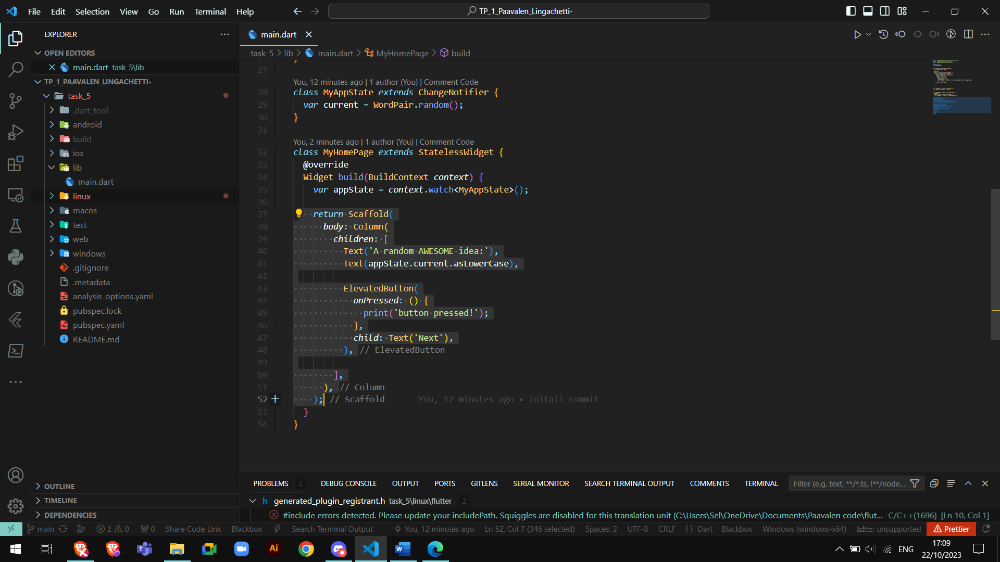 File Edit Selection View Go Run Terminal Help
TP_1_Paavalen_Lingachetti-
EXPLORER
OPEN EDITORS
main.dart task_5\lib
TP_1_PAAVALEN_LINGACHETTI-
task_5
.dart_tool
android
build
ios
lib
main.dart
linux
macos
test
web
windows
.gitignore
.metadata
analysis_options.yaml
pubspec.lock
pubspec.yaml
README.md
OUTLINE
TIMELINE
DEPENDENCIES
main.dart
task_5 > lib > main.dart > MyHomePage > build
27
You, 12 minutes ago | 1 author (You) | Comment Code
28 class MyAppState extends ChangeNotifier {
29 var current = WordPair.random();
30 }
31
You, 2 minutes ago | 1 author (You) | Comment Code
32 class MyHomePage extends StatelessWidget {
33 @override
34 Widget build(BuildContext context) {
35 var appState = context.watch<MyAppState>();
36
37 return Scaffold(
38 body: Column(
39 children: [
40 Text('A random AWESOME idea:'),
41 Text(appState.current.asLowerCase),
42
43 ElevatedButton(
44 onPressed: () {
45 print('button pressed!');
46 },
47 child: Text('Next'),
48 ), // ElevatedButton
49
50 ],
51 ), // Column
52 ); // Scaffold You, 12 minutes ago • initail commit
53 }
54 }
PROBLEMS 2 DEBUG CONSOLE OUTPUT PORTS GITLENS SERIAL MONITOR SEARCH TERMINAL OUTPUT COMMENTS TERMINAL Filter (e.g. text, **/*.ts, !**/node...
generated_plugin_registrant.h task_5\linux\flutter 2
#include errors detected. Please update your includePath. Squiggles are disabled for this translation unit (C:\Users\Sel\OneDrive\Documents\Paavalen code\flut... C/C++(1696) [Ln 10, Col 1]
main 2 0 0 Share Code Link Blackbox Search Terminal Output You, 12 minutes ago Ln 52, Col 7 (346 selected) Spaces: 2 UTF-8 CRLF {} Dart Blackbox Windows (windows-x64) kite: unsupported Prettier
Ai
ENG
17:09
22/10/2023